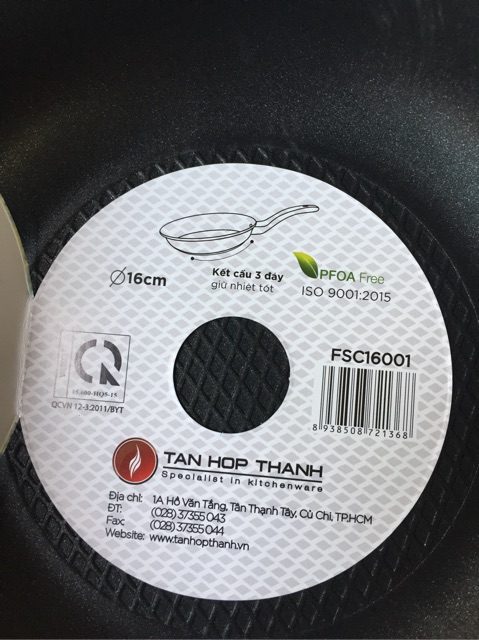 Ø16cm
Kết cấu 3 đáy
giữ nhiệt tốt
PFOA Free
ISO 9001:2015
QCVN 12-3:2011/BYT
FSC16001
8 938508 721368
TAN HOP THANH
Specialist in kitchenware
Địa chỉ: 1A Hồ Văn Tắng, Tân Thạnh Tây, Củ Chi, TP.HCM
ĐT: (028) 37355 043
Fax: (028) 37355 044
Website: www.tanhopthanh.vn